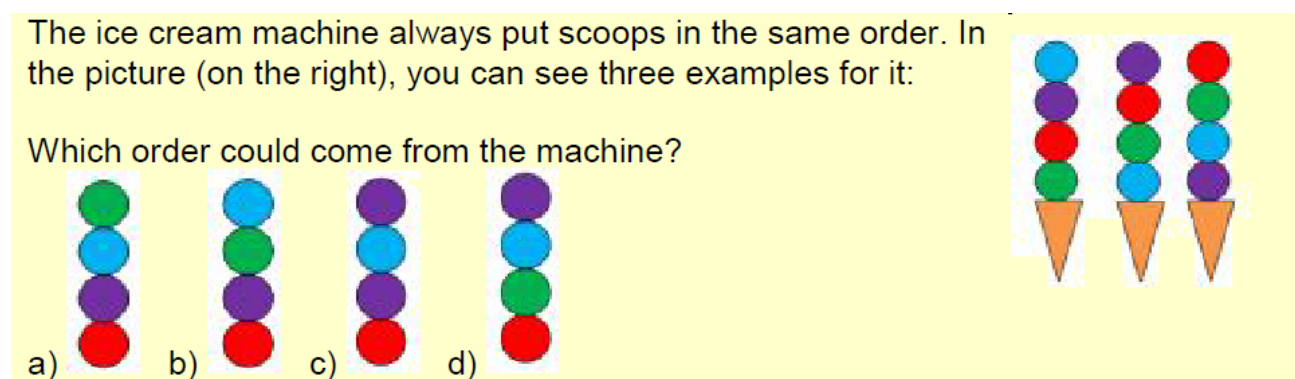 The ice cream machine always put scoops in the same order. In
the picture (on the right), you can see three examples for it:
Which order could come from the machine?
a) b) c) d)